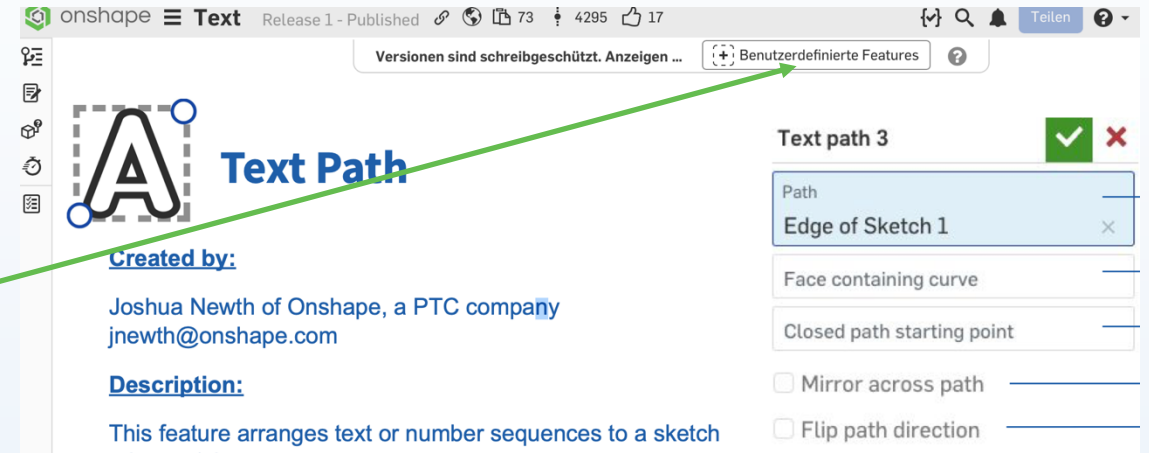 onshape Text Release 1 - Published 73 4295 17 Teilen
Versionen sind schreibgeschützt. Anzeigen ... Benutzerdefinierte Features
Text Path
Created by:
Joshua Newth of Onshape, a PTC company
jnewth@onshape.com
Description:
This feature arranges text or number sequences to a sketch
Text path 3
Path
Edge of Sketch 1
Face containing curve
Closed path starting point
Mirror across path
Flip path direction